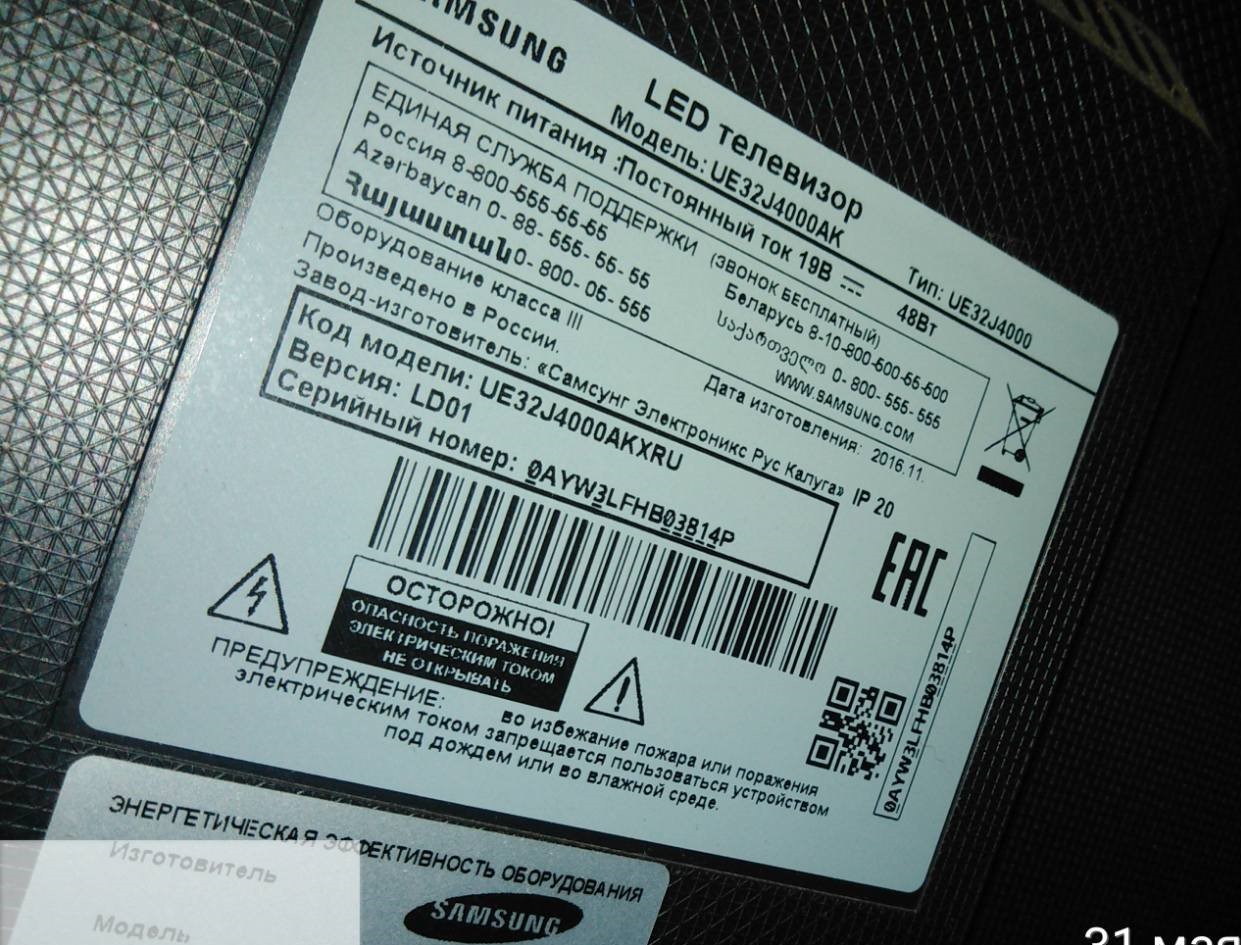 SAMSUNG
LED телевизор
Модель: UE32J4000AK
Тип: UE32J4000
Источник питания :Постоянный ток 19В
48Вт
ЕДИНАЯ СЛУЖБА ПОДДЕРЖКИ (ЗВОНОК БЕСПЛАТНЫЙ)
Россия 8-800-555-55-55
Беларусь 8-10-800-500-55-500
Azərbaycan 0- 88- 555- 55- 55
საქართველო 0- 800- 555- 555
Հայաստան 0- 800- 05- 555
WWW.SAMSUNG.COM
Оборудование класса III
Дата изготовления: 2016.11.
Произведено в России.
Завод-изготовитель: «Самсунг Электроникс Рус Калуга» IP 20
Код модели: UE32J4000AKXRU
Версия: LD01
Серийный номер: 0AYW3LFHB03814P
EAC
ОСТОРОЖНО!
ОПАСНОСТЬ ПОРАЖЕНИЯ
ЭЛЕКТРИЧЕСКИМ ТОКОМ
НЕ ОТКРЫВАТЬ
0AYW3LFHB03814P
ПРЕДУПРЕЖДЕНИЕ: во избежание пожара или поражения
электрическим током запрещается пользоваться устройством
под дождем или во влажной среде.
ЭНЕРГЕТИЧЕСКАЯ ЭФФЕКТИВНОСТЬ ОБОРУДОВАНИЯ
Изготовитель
SAMSUNG
Модель
31 мая